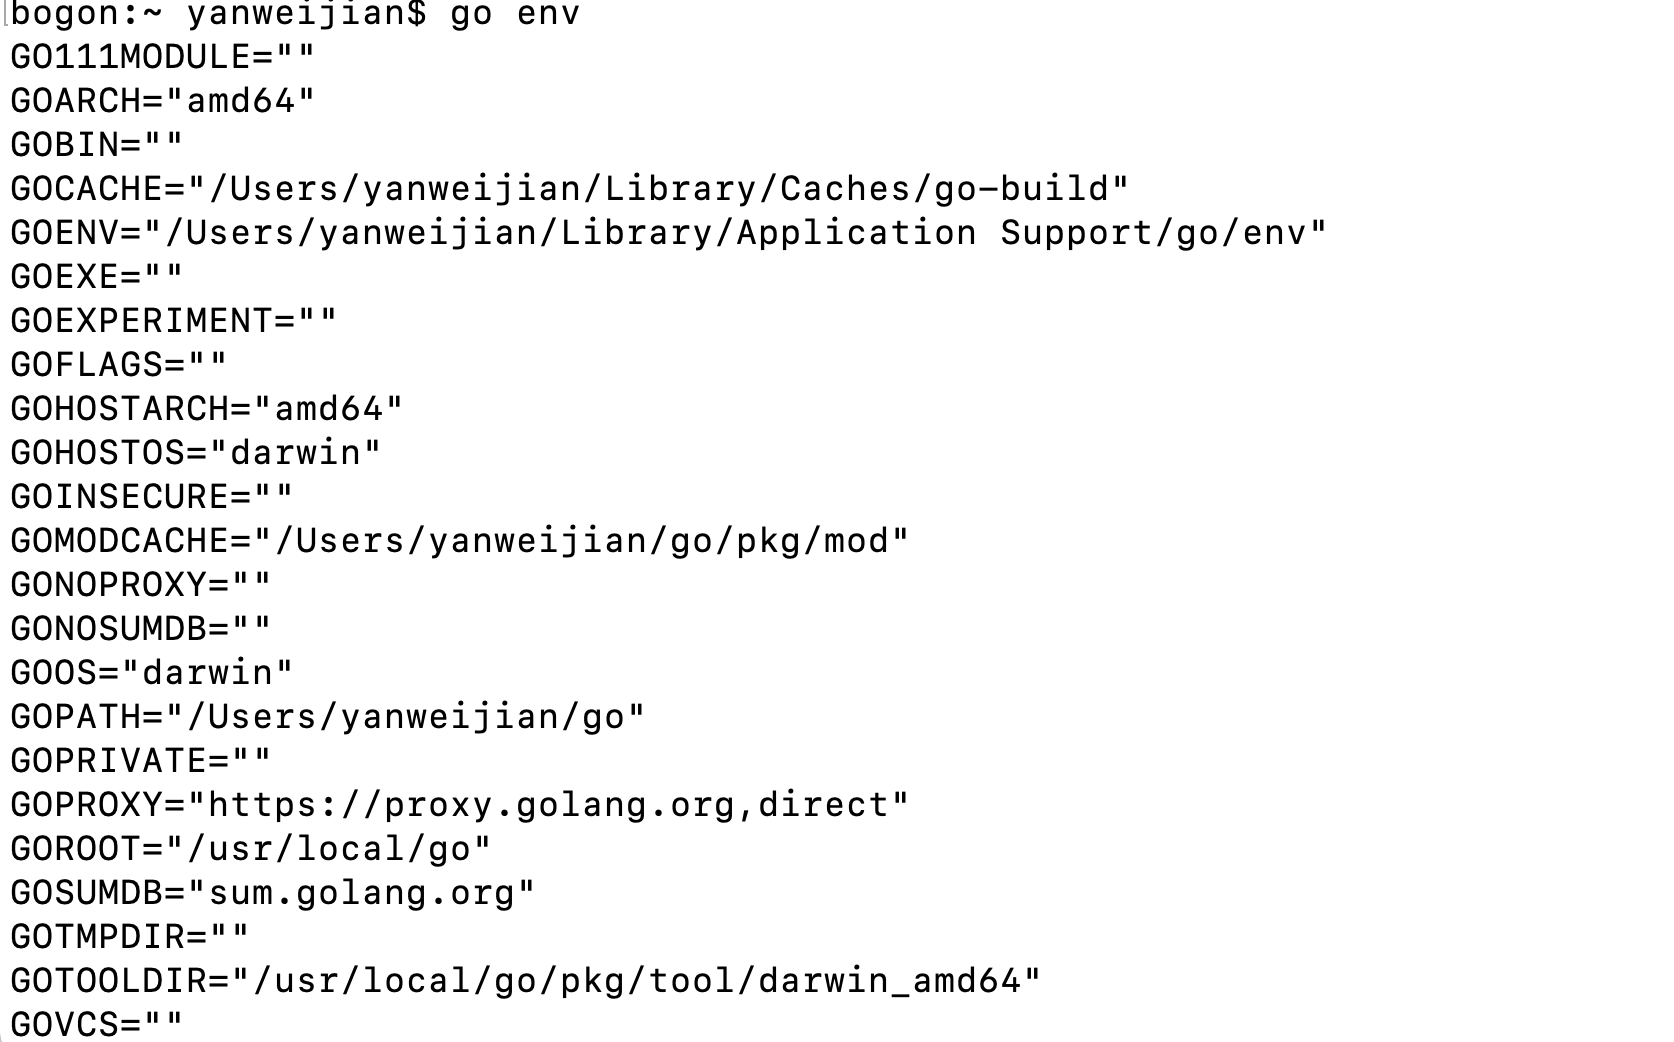 bogon:~ yanweijian$ go env
GO111MODULE=""
GOARCH="amd64"
GOBIN=""
GOCACHE="/Users/yanweijian/Library/Caches/go-build"
GOENV="/Users/yanweijian/Library/Application Support/go/env"
GOEXE=""
GOEXPERIMENT=""
GOFLAGS=""
GOHOSTARCH="amd64"
GOHOSTOS="darwin"
GOINSECURE=""
GOMODCACHE="/Users/yanweijian/go/pkg/mod"
GONOPROXY=""
GONOSUMDB=""
GOOS="darwin"
GOPATH="/Users/yanweijian/go"
GOPRIVATE=""
GOPROXY="https://proxy.golang.org,direct"
GOROOT="/usr/local/go"
GOSUMDB="sum.golang.org"
GOTMPDIR=""
GOTOOLDIR="/usr/local/go/pkg/tool/darwin_amd64"
GOVCS=""